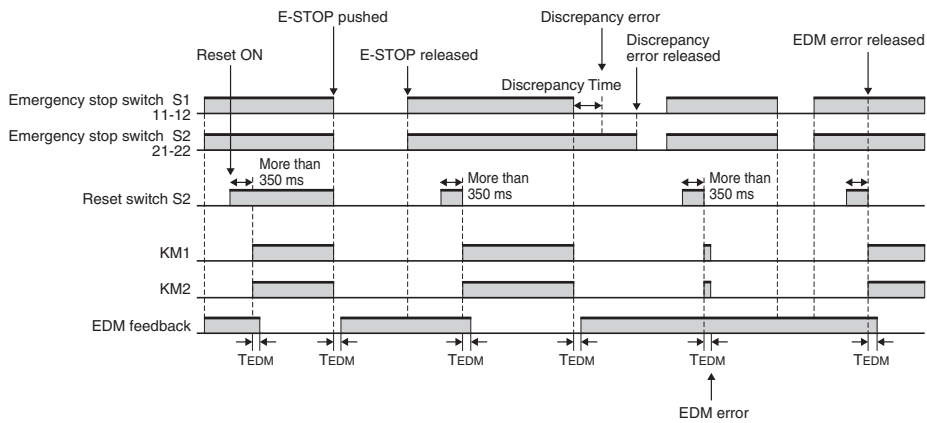 E-STOP pushed
Discrepancy error
Reset ON
E-STOP released
Discrepancy
error released
EDM error released
Discrepancy Time
Emergency stop switch S1
11-12
Emergency stop switch S2
21-22
More than
350 ms
More than
350 ms
More than
350 ms
Reset switch S2
KM1
KM2
EDM feedback
TEDM
TEDM
TEDM
TEDM
TEDM
TEDM
EDM error